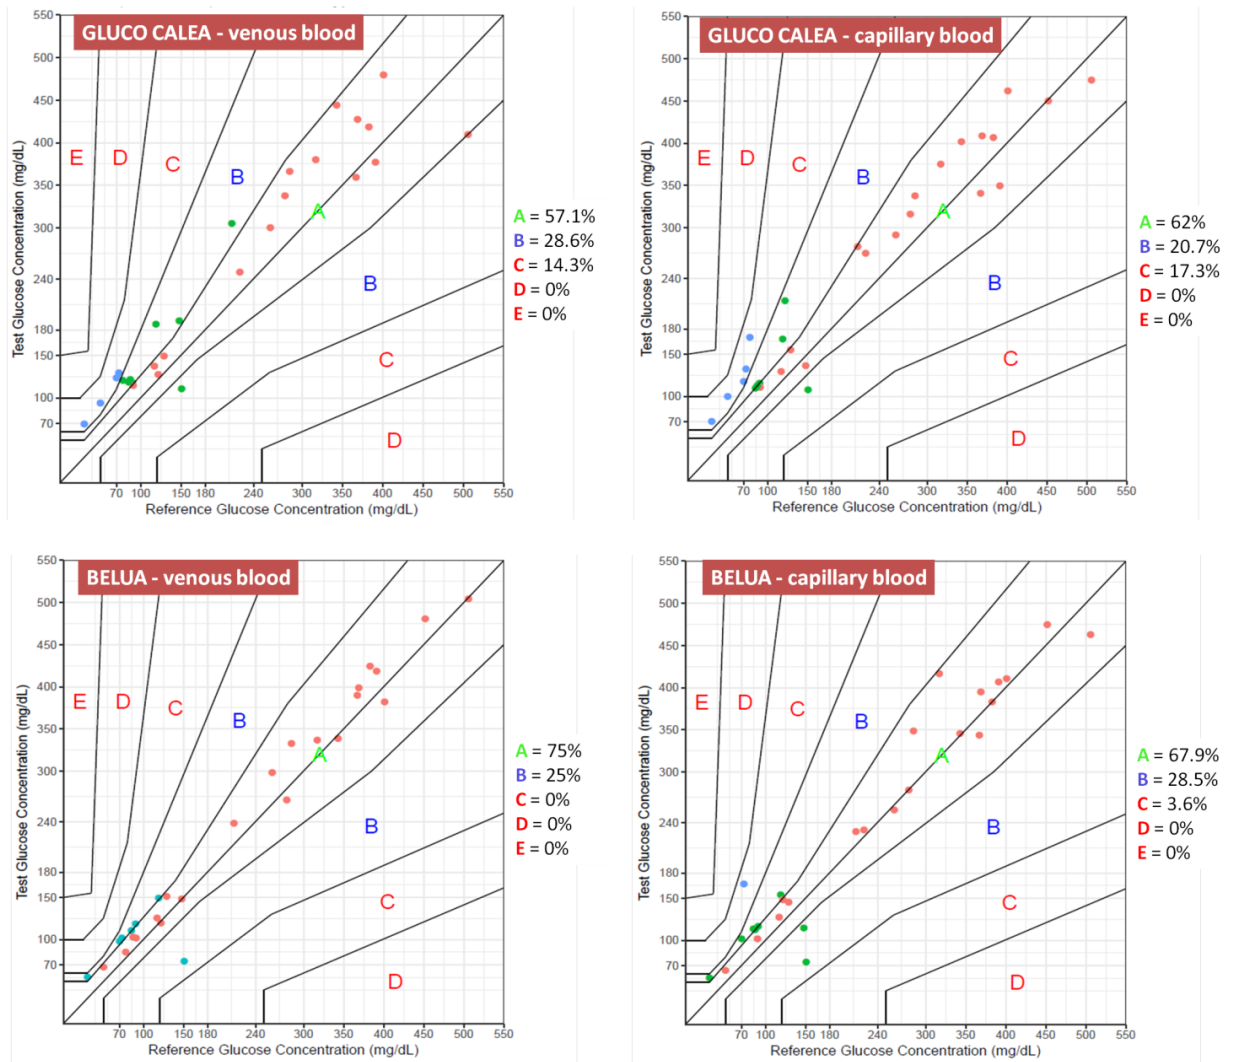 GLUCO CALEA - venous blood
Test Glucose Concentration (mg/dL)
550
500
450
400
350
300
240
180
150
100
70
E
D
C
B
A
B
C
D
70 100 150 180 240 300 350 400 450 500 550
Reference Glucose Concentration (mg/dL)
A = 57.1%
B = 28.6%
C = 14.3%
D = 0%
E = 0%
GLUCO CALEA - capillary blood
Test Glucose Concentration (mg/dL)
550
500
450
400
350
300
240
180
150
100
70
E
D
C
B
A
B
C
D
70 100 150 180 240 300 350 400 450 500 550
Reference Glucose Concentration (mg/dL)
A = 62%
B = 20.7%
C = 17.3%
D = 0%
E = 0%
BELUA - venous blood
Test Glucose Concentration (mg/dL)
550
500
450
400
350
300
240
180
150
100
70
E
D
C
B
A
B
C
D
70 100 150 180 240 300 350 400 450 500 550
Reference Glucose Concentration (mg/dL)
A = 75%
B = 25%
C = 0%
D = 0%
E = 0%
BELUA - capillary blood
Test Glucose Concentration (mg/dL)
550
500
450
400
350
300
240
180
150
100
70
E
D
C
B
A
B
C
D
70 100 150 180 240 300 350 400 450 500 550
Reference Glucose Concentration (mg/dL)
A = 67.9%
B = 28.5%
C = 3.6%
D = 0%
E = 0%